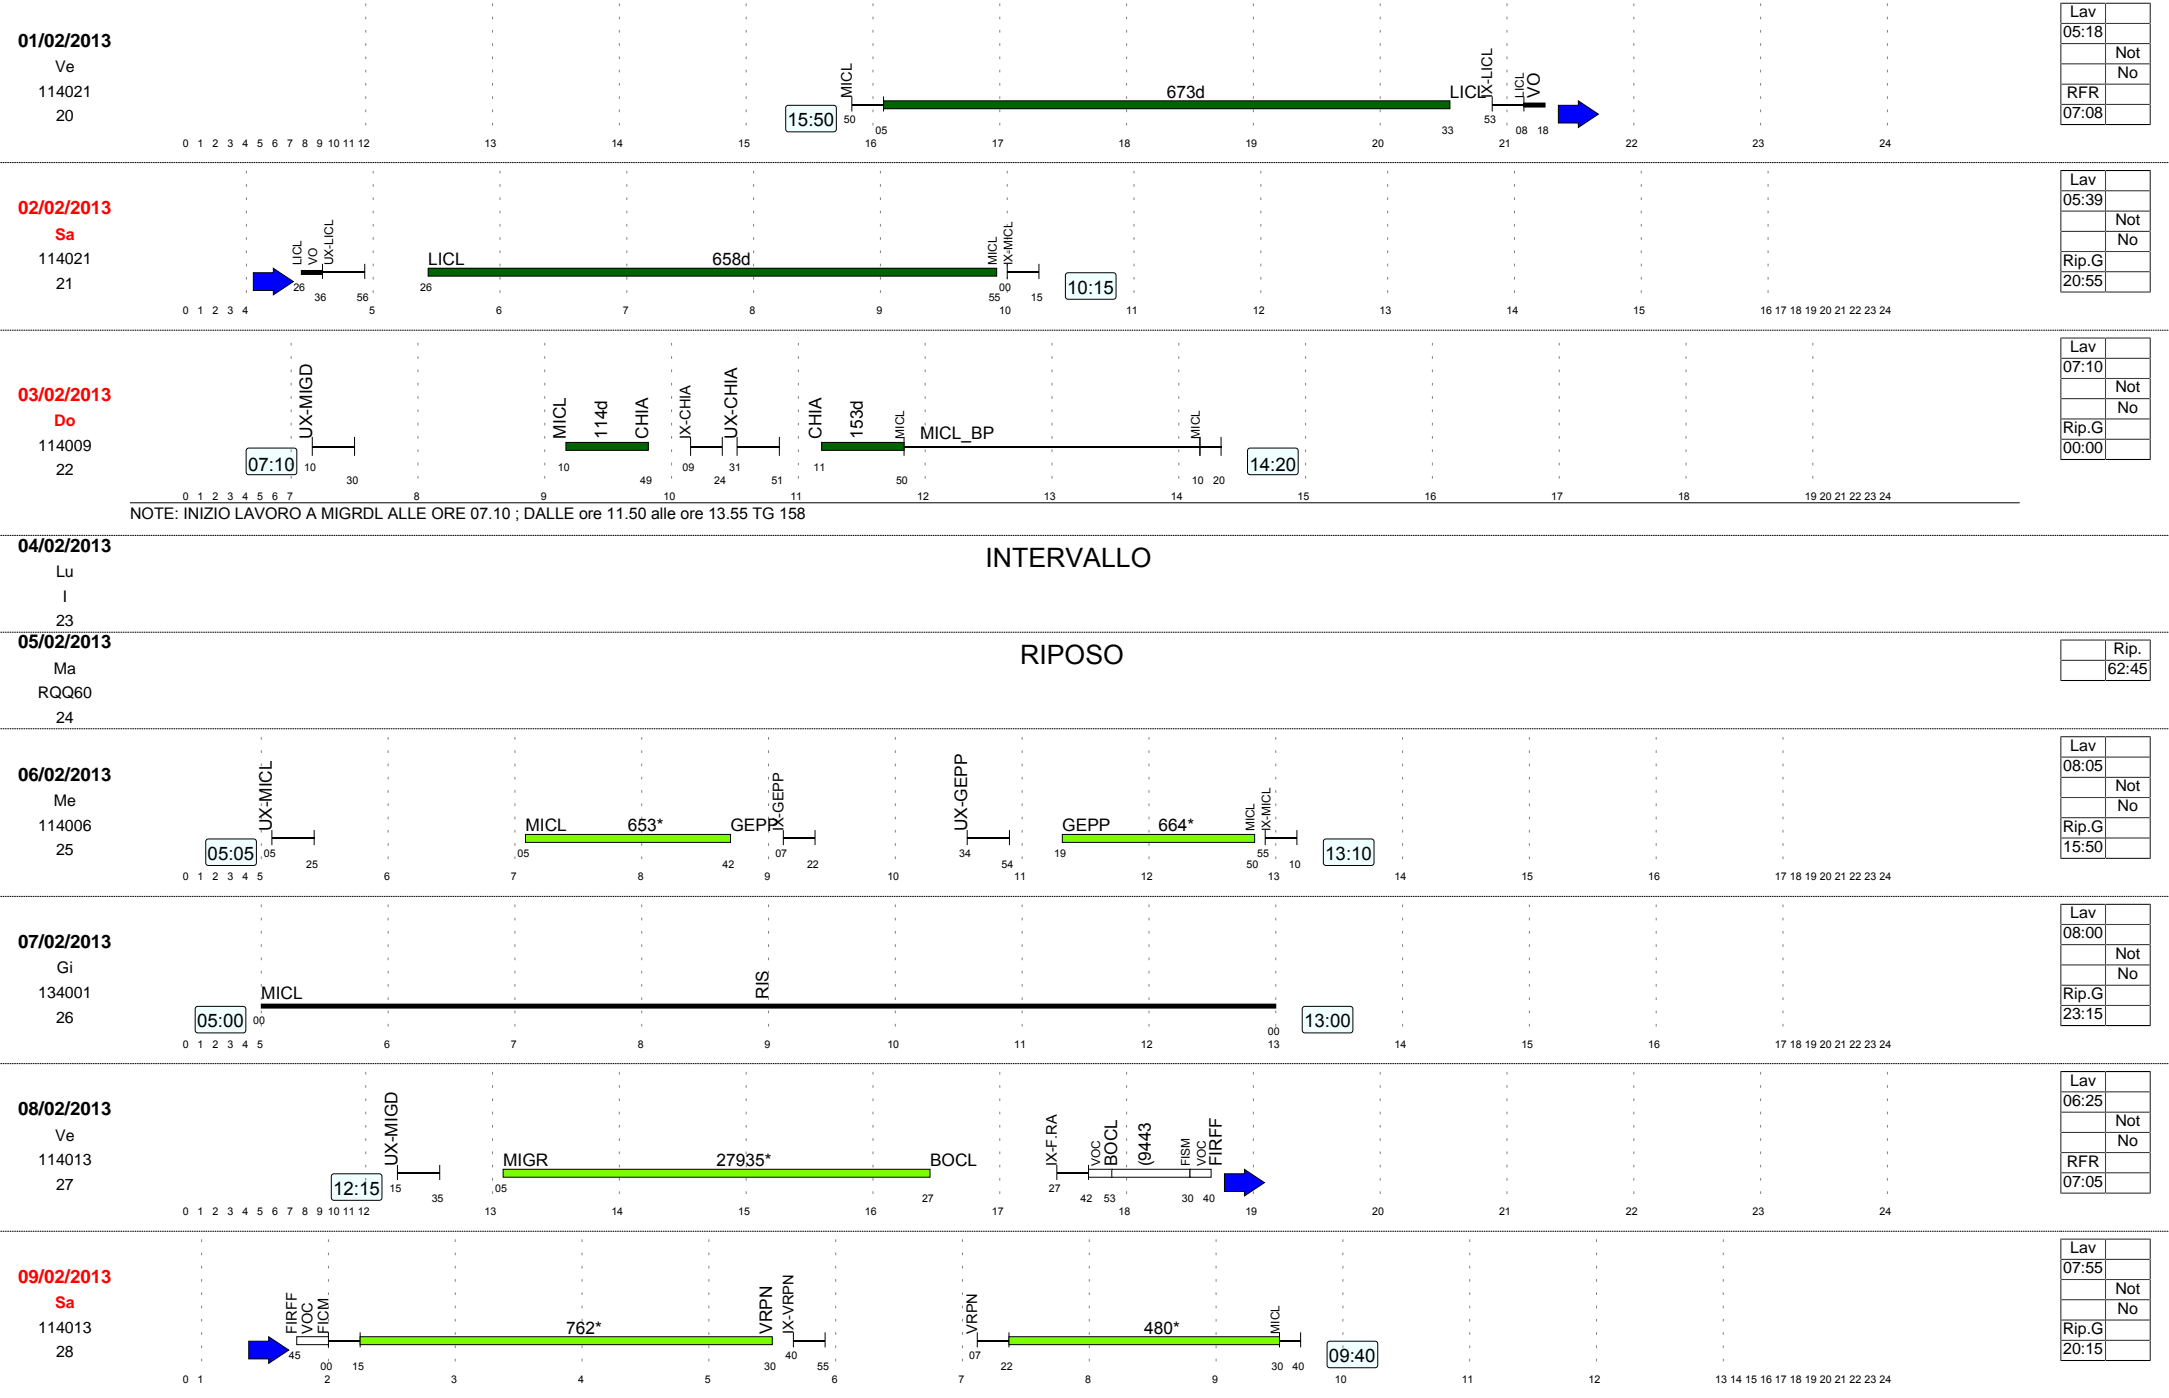 01/02/2013
Ve
114021
20
15:50
MICL
50
05
673d
LICL
33
IX-LICL
53
LICL
08
VO
18
0 1 2 3 4 5 6 7 8 9 10 11 12 13 14 15 16 17 18 19 20 21 22 23 24
Lav
05:18
Not
No
RFR
07:08
02/02/2013
Sa
114021
21
LICL
26
VO
36
UX-LICL
56
LICL
26
658d
MICL
55
IX-MICL
00
15
10:15
0 1 2 3 4 5 6 7 8 9 10 11 12 13 14 15 16 17 18 19 20 21 22 23 24
Lav
05:39
Not
No
Rip.G
20:55
03/02/2013
Do
114009
22
07:10
UX-MIGD
10
30
MICL
10
114d
CHIA
49
IX-CHIA
09
24
UX-CHIA
31
51
CHIA
11
153d
MICL
50
MICL_BP
MICL
10
20
14:20
0 1 2 3 4 5 6 7 8 9 10 11 12 13 14 15 16 17 18 19 20 21 22 23 24
NOTE: INIZIO LAVORO A MIGRDL ALLE ORE 07.10 ; DALLE ore 11.50 alle ore 13.55 TG 158
Lav
07:10
Not
No
Rip.G
00:00
04/02/2013
Lu
I
23
INTERVALLO
05/02/2013
Ma
RQQ60
24
RIPOSO
Rip.
62:45
06/02/2013
Me
114006
25
05:05
UX-MICL
05
25
MICL
05
653*
GEPP
42
IX-GEPP
07
22
UX-GEPP
34
54
GEPP
19
664*
MICL
50
IX-MICL
55
10
13:10
0 1 2 3 4 5 6 7 8 9 10 11 12 13 14 15 16 17 18 19 20 21 22 23 24
Lav
08:05
Not
No
Rip.G
15:50
07/02/2013
Gi
134001
26
05:00
00
MICL
RIS
00
13:00
0 1 2 3 4 5 6 7 8 9 10 11 12 13 14 15 16 17 18 19 20 21 22 23 24
Lav
08:00
Not
No
Rip.G
23:15
08/02/2013
Ve
114013
27
12:15
UX-MIGD
15
35
MIGR
05
27935*
BOCL
27
IX-F.RA
27
VOC
42
BOCL
53
(9443
FISM
30
VOC
40
FIRFF
0 1 2 3 4 5 6 7 8 9 10 11 12 13 14 15 16 17 18 19 20 21 22 23 24
Lav
06:25
Not
No
RFR
07:05
09/02/2013
Sa
114013
28
FIRFF
45
VOC
FICM
00
15
762*
VRPN
30
IX-VRPN
40
55
VRPN
07
22
480*
MICL
30
40
09:40
0 1 2 3 4 5 6 7 8 9 10 11 12 13 14 15 16 17 18 19 20 21 22 23 24
Lav
07:55
Not
No
Rip.G
20:15